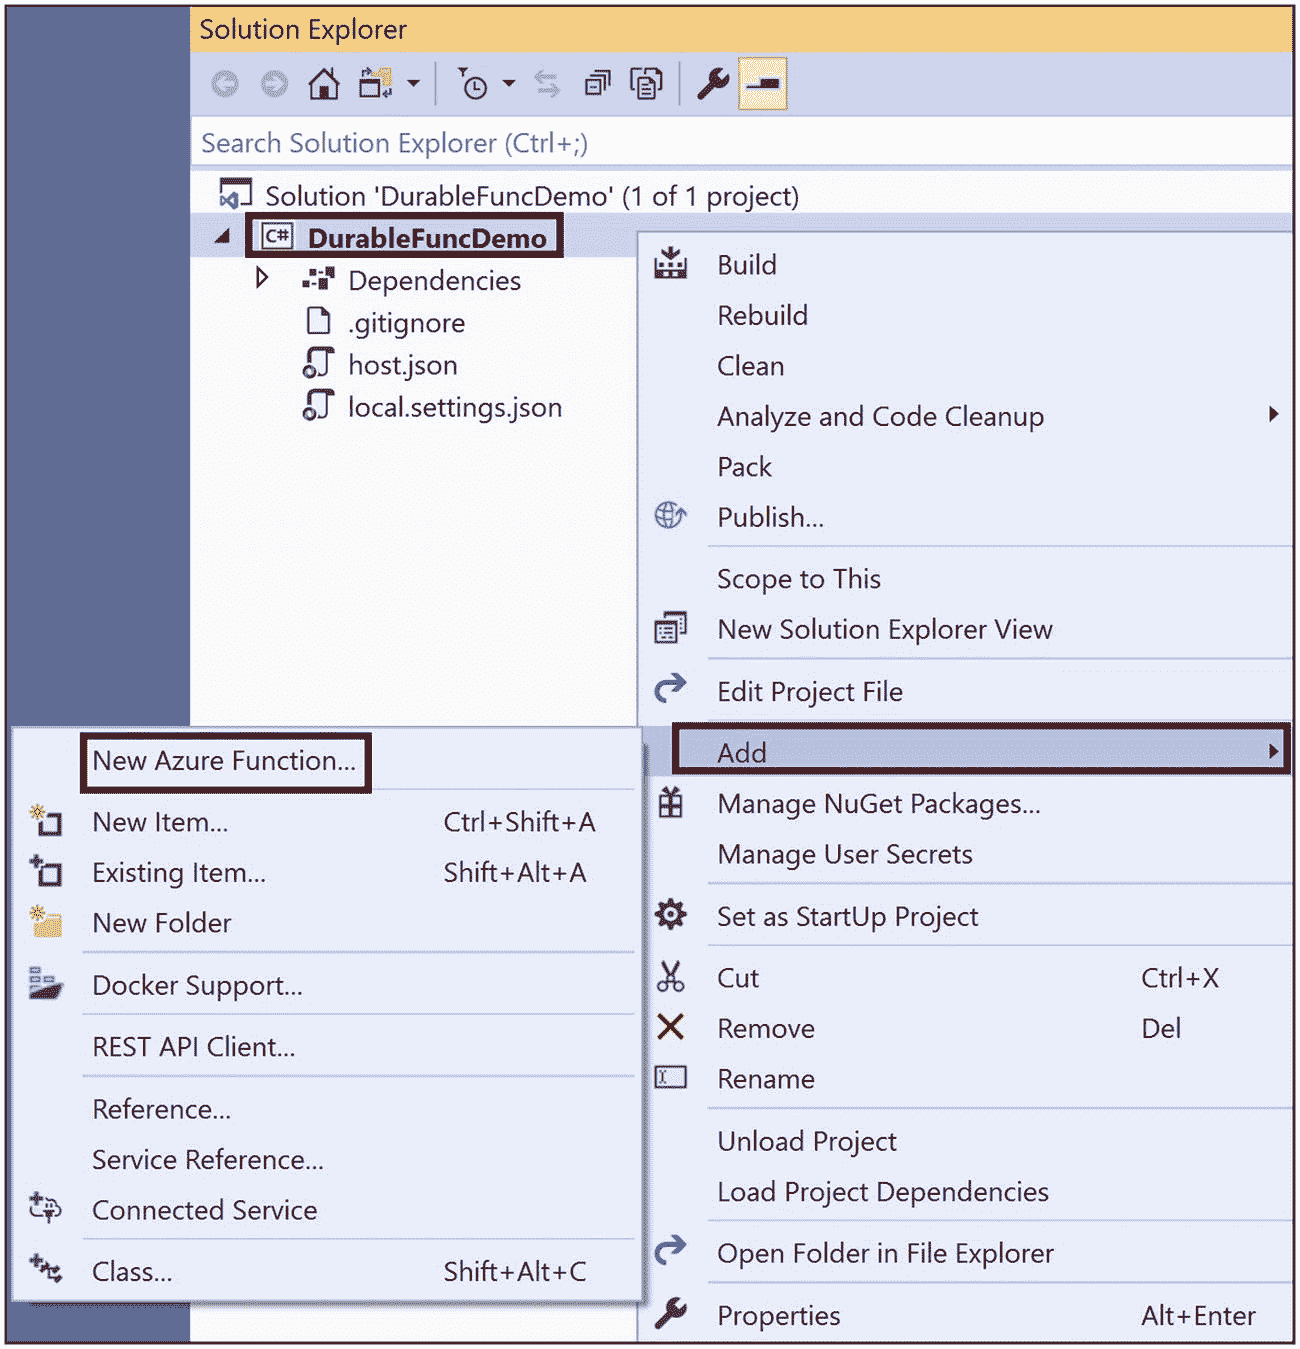 Solution Explorer
Search Solution Explorer (Ctrl+;)
Solution 'DurableFuncDemo' (1 of 1 project)
C# DurableFuncDemo
Dependencies
.gitignore
host.json
local.settings.json
Build
Rebuild
Clean
Analyze and Code Cleanup
Pack
Publish...
Scope to This
New Solution Explorer View
Edit Project File
Add
Manage NuGet Packages...
Manage User Secrets
Set as StartUp Project
Cut Ctrl+X
Remove Del
Rename
Unload Project
Load Project Dependencies
Open Folder in File Explorer
Properties Alt+Enter
New Azure Function...
New Item... Ctrl+Shift+A
Existing Item... Shift+Alt+A
New Folder
Docker Support...
REST API Client...
Reference...
Service Reference...
Connected Service
Class... Shift+Alt+C